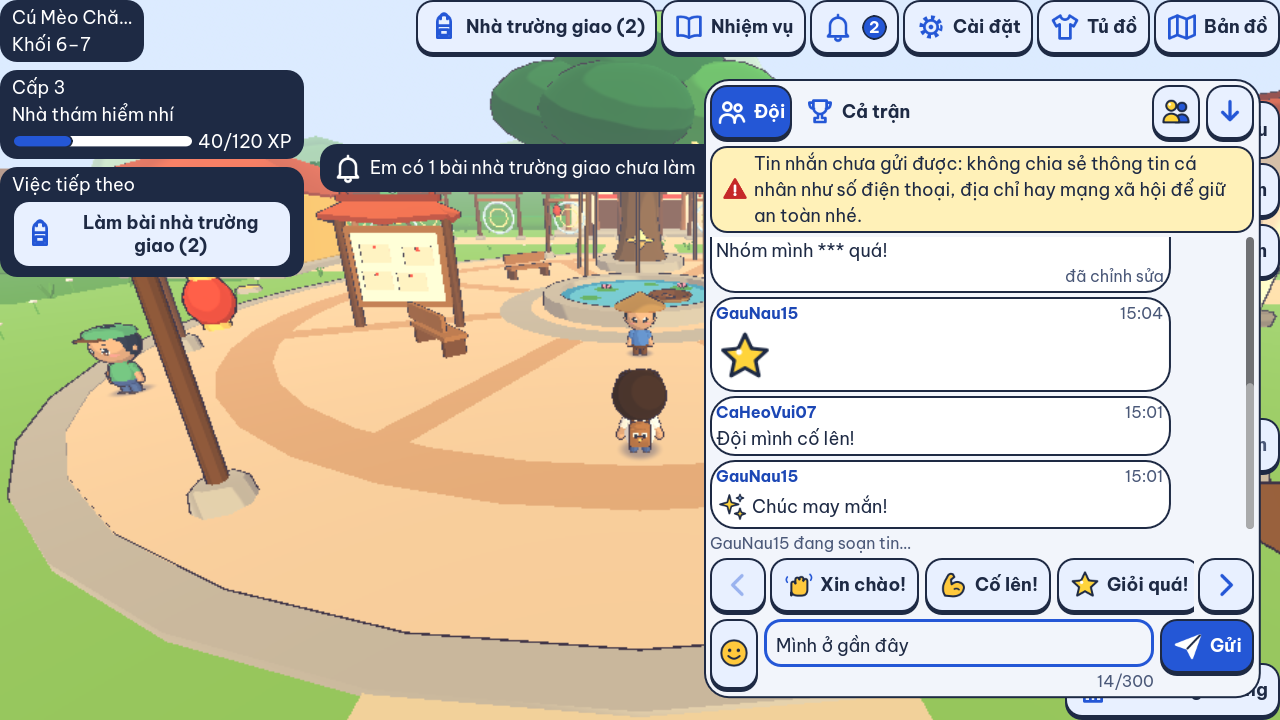 Cú Mèo Chă...
Khối 6–7
Nhà trường giao (2)
Nhiệm vụ
2
Cài đặt
Tủ đồ
Bản đồ
Cấp 3
Nhà thám hiểm nhí
40/120 XP
Việc tiếp theo
Làm bài nhà trường
giao (2)
Em có 1 bài nhà trường giao chưa làm
Đội
Cả trận
Tin nhắn chưa gửi được: không chia sẻ thông tin cá
nhân như số điện thoại, địa chỉ hay mạng xã hội để giữ
an toàn nhé.
Nhóm mình *** quá!
đã chỉnh sửa
GauNau15 15:04
CaHeoVui07 15:01
Đội mình cố lên!
GauNau15 15:01
Chúc may mắn!
GauNau15 đang soạn tin...
Xin chào!
Cố lên!
Giỏi quá!
Mình ở gần đây
Gửi
14/300